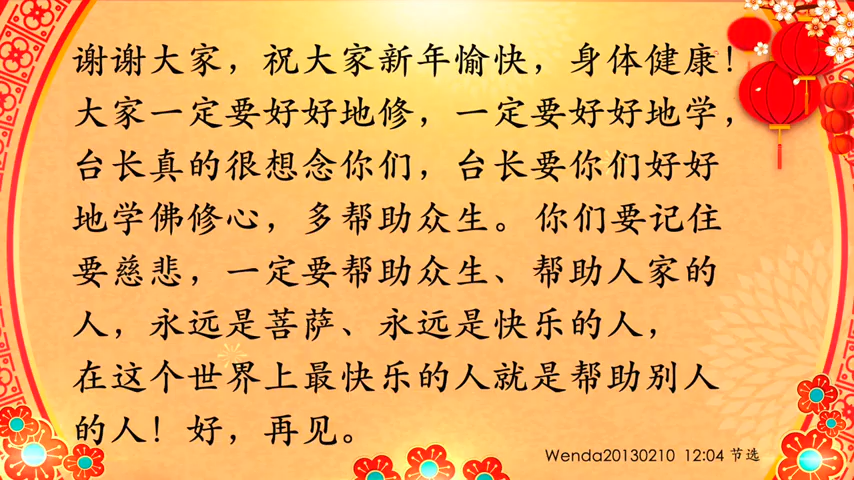 谢谢大家，祝大家新年愉快，身体健康！
大家一定要好好地修，一定要好好地学，
台长真的很想念你们，台长要你们好好
地学佛修心，多帮助众生。你们要记住
要慈悲，一定要帮助众生、帮助人家的
人，永远是菩萨、永远是快乐的人，
在这个世界上最快乐的人就是帮助别人
的人！好，再见。
Wenda20130210 12:04 节选